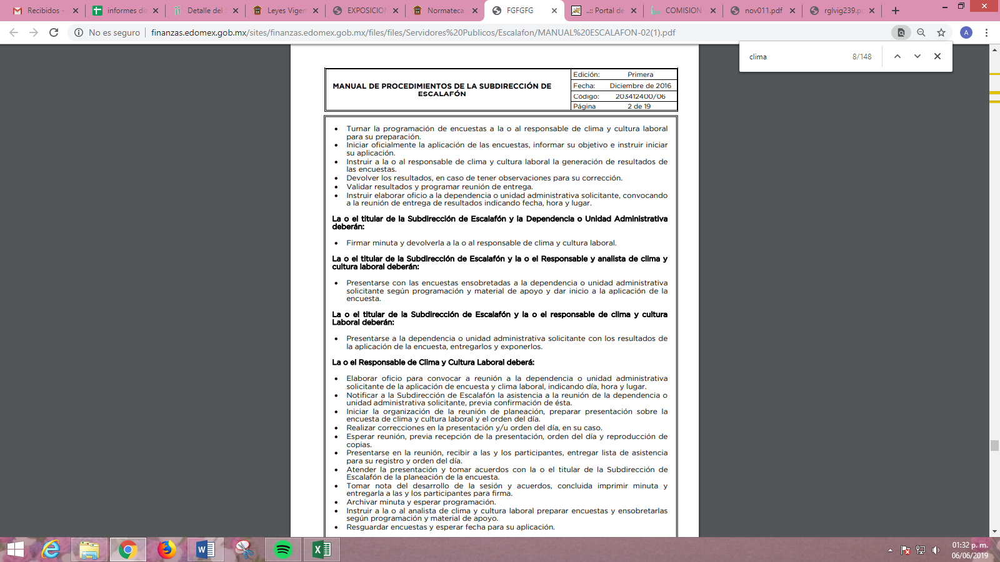 Recibidos -
informes di
Detalle del S
Leyes Vigen
EXPOSICION
Normateca
FGFGFG
..:: Portal de
COMISION
nov011.pdf
rglvig239.pd
No es seguro
finanzas.edomex.gob.mx/sites/finanzas.edomex.gob.mx/files/files/Servidores%20Publicos/Escalafon/MANUAL%20ESCALAFON-02(1).pdf
A
clima
8/148
MANUAL DE PROCEDIMIENTOS DE LA SUBDIRECCIÓN DE
ESCALAFÓN
Edición: Primera
Fecha: Diciembre de 2016
Código: 203412400/06
Página 2 de 19
• Turnar la programación de encuestas a la o al responsable de clima y cultura laboral
para su preparación.
• Iniciar oficialmente la aplicación de las encuestas, informar su objetivo e instruir iniciar
su aplicación.
• Instruir a la o al responsable de clima y cultura laboral la generación de resultados de
las encuestas.
• Devolver los resultados, en caso de tener observaciones para su corrección.
• Validar resultados y programar reunión de entrega.
• Instruir elaborar oficio a la dependencia o unidad administrativa solicitante, convocando
a la reunión de entrega de resultados indicando fecha, hora y lugar.
La o el titular de la Subdirección de Escalafón y la Dependencia o Unidad Administrativa
deberán:
• Firmar minuta y devolverla a la o al responsable de clima y cultura laboral.
La o el titular de la Subdirección de Escalafón y la o el Responsable y analista de clima y
cultura laboral deberán:
• Presentarse con las encuestas ensobretadas a la dependencia o unidad administrativa
solicitante según programación y material de apoyo y dar inicio a la aplicación de la
encuesta.
La o el titular de la Subdirección de Escalafón y la o el responsable de clima y cultura
Laboral deberán:
• Presentarse a la dependencia o unidad administrativa solicitante con los resultados de
la aplicación de la encuesta, entregarlos y exponerlos.
La o el Responsable de Clima y Cultura Laboral deberá:
• Elaborar oficio para convocar a reunión a la dependencia o unidad administrativa
solicitante de la aplicación de encuesta y clima laboral, indicando día, hora y lugar.
• Notificar a la Subdirección de Escalafón la asistencia a la reunión de la dependencia o
unidad administrativa solicitante, previa confirmación de ésta.
• Iniciar la organización de la reunión de planeación, preparar presentación sobre la
encuesta de clima y cultura laboral y el orden del día.
• Realizar correcciones en la presentación y/u orden del día, en su caso.
• Esperar reunión, previa recepción de la presentación, orden del día y reproducción de
copias.
• Presentarse en la reunión, recibir a las y los participantes, entregar lista de asistencia
para su registro y orden del día.
• Atender la presentación y tomar acuerdos con la o el titular de la Subdirección de
Escalafón de la planeación de la encuesta.
• Tomar nota del desarrollo de la sesión y acuerdos, concluida imprimir minuta y
entregarla a las y los participantes para firma.
• Archivar minuta y esperar programación.
• Instruir a la o al analista de clima y cultura laboral preparar encuestas y ensobretarlas
según programación y material de apoyo.
• Resguardar encuestas y esperar fecha para su aplicación.
01:32 p. m.
06/06/2019